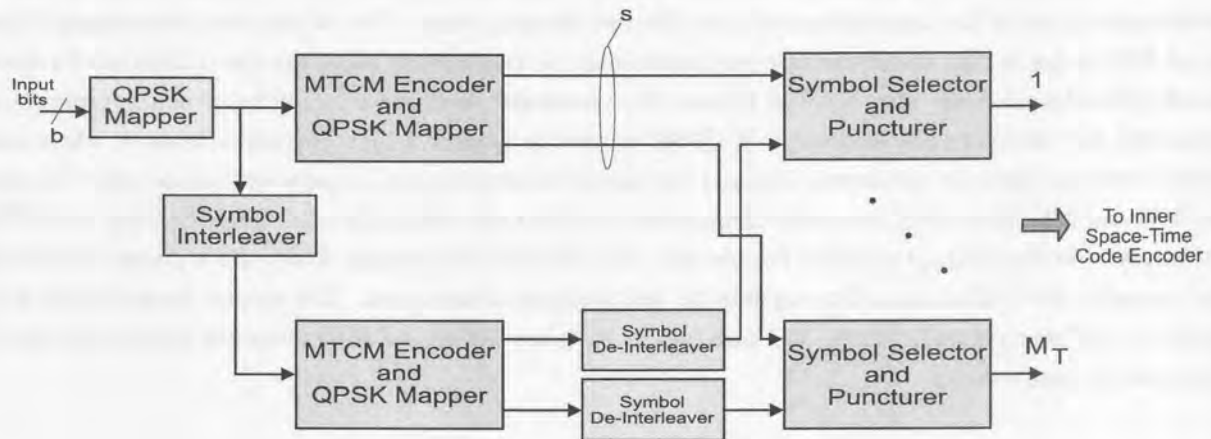 s
Input
bits
b
QPSK
Mapper
MTCM Encoder
and
QPSK Mapper
Symbol Selector
and
Puncturer
1
Symbol
Interleaver
To Inner
Space-Time
Code Encoder
MTCM Encoder
and
QPSK Mapper
Symbol
De-Interleaver
Symbol
De-Interleaver
Symbol Selector
and
Puncturer
M_T